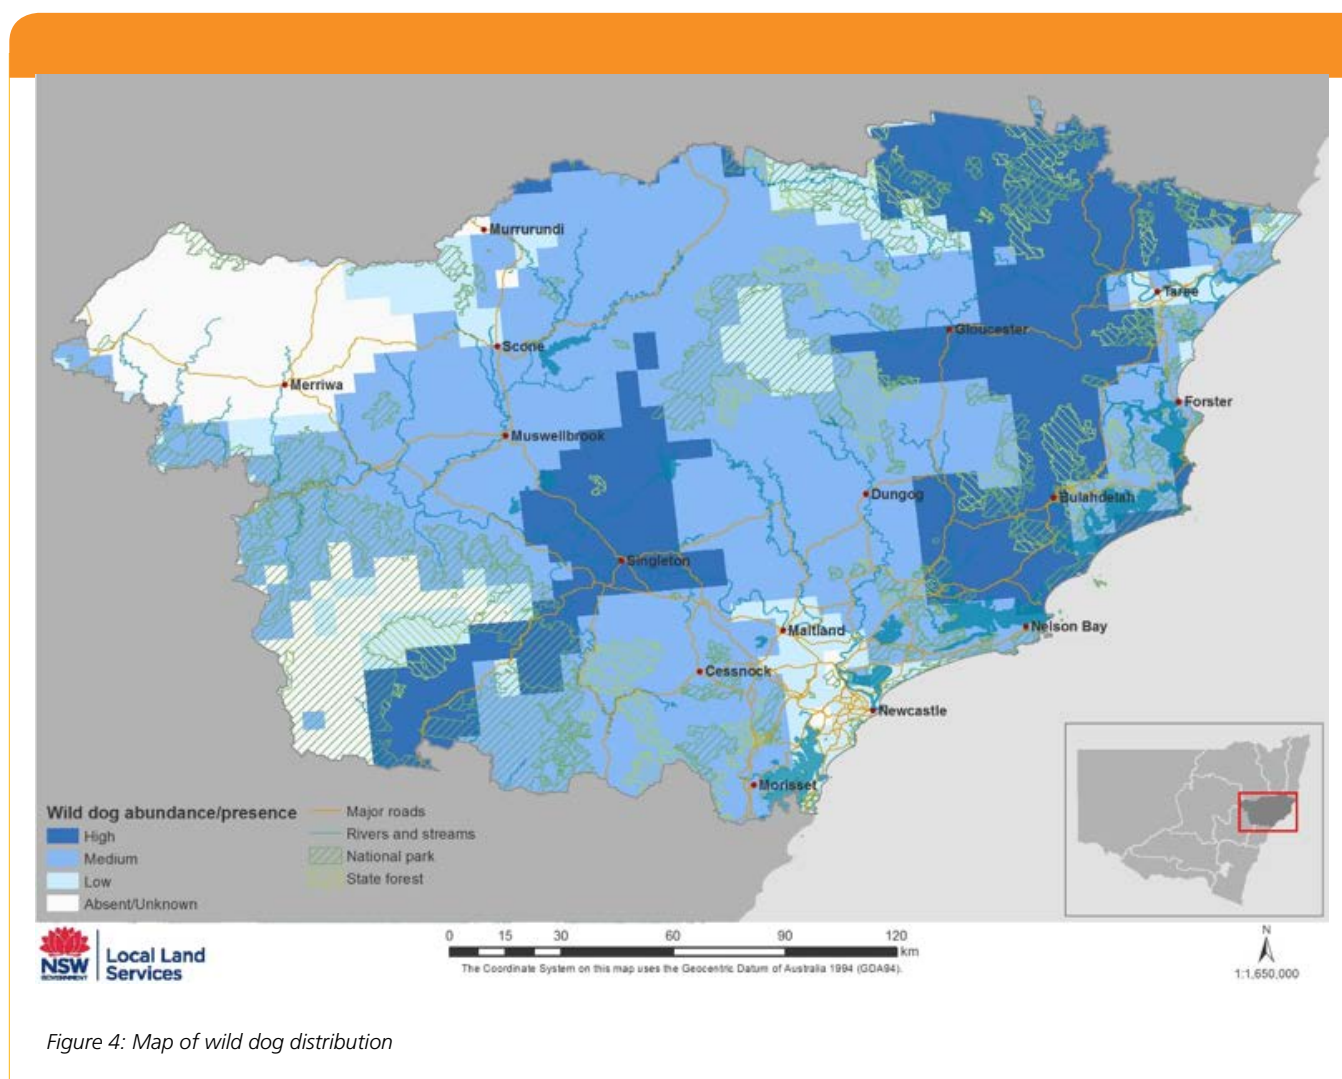 Murrurundi
Taree
Gloucester
Scone
Merriwa
Forster
Muswellbrook
Dungog
Bulahdelah
Singleton
Maitland
Nelson Bay
Cessnock
Newcastle
Morisset
Wild dog abundance/presence
High
Medium
Low
Absent/Unknown
Major roads
Rivers and streams
National park
State forest
NSW
GOVERNMENT
Local Land
Services
0 15 30 60 90 120
km
The Coordinate System on this map uses the Geocentric Datum of Australia 1994 (GDA94).
N
1:1,650,000
Figure 4: Map of wild dog distribution